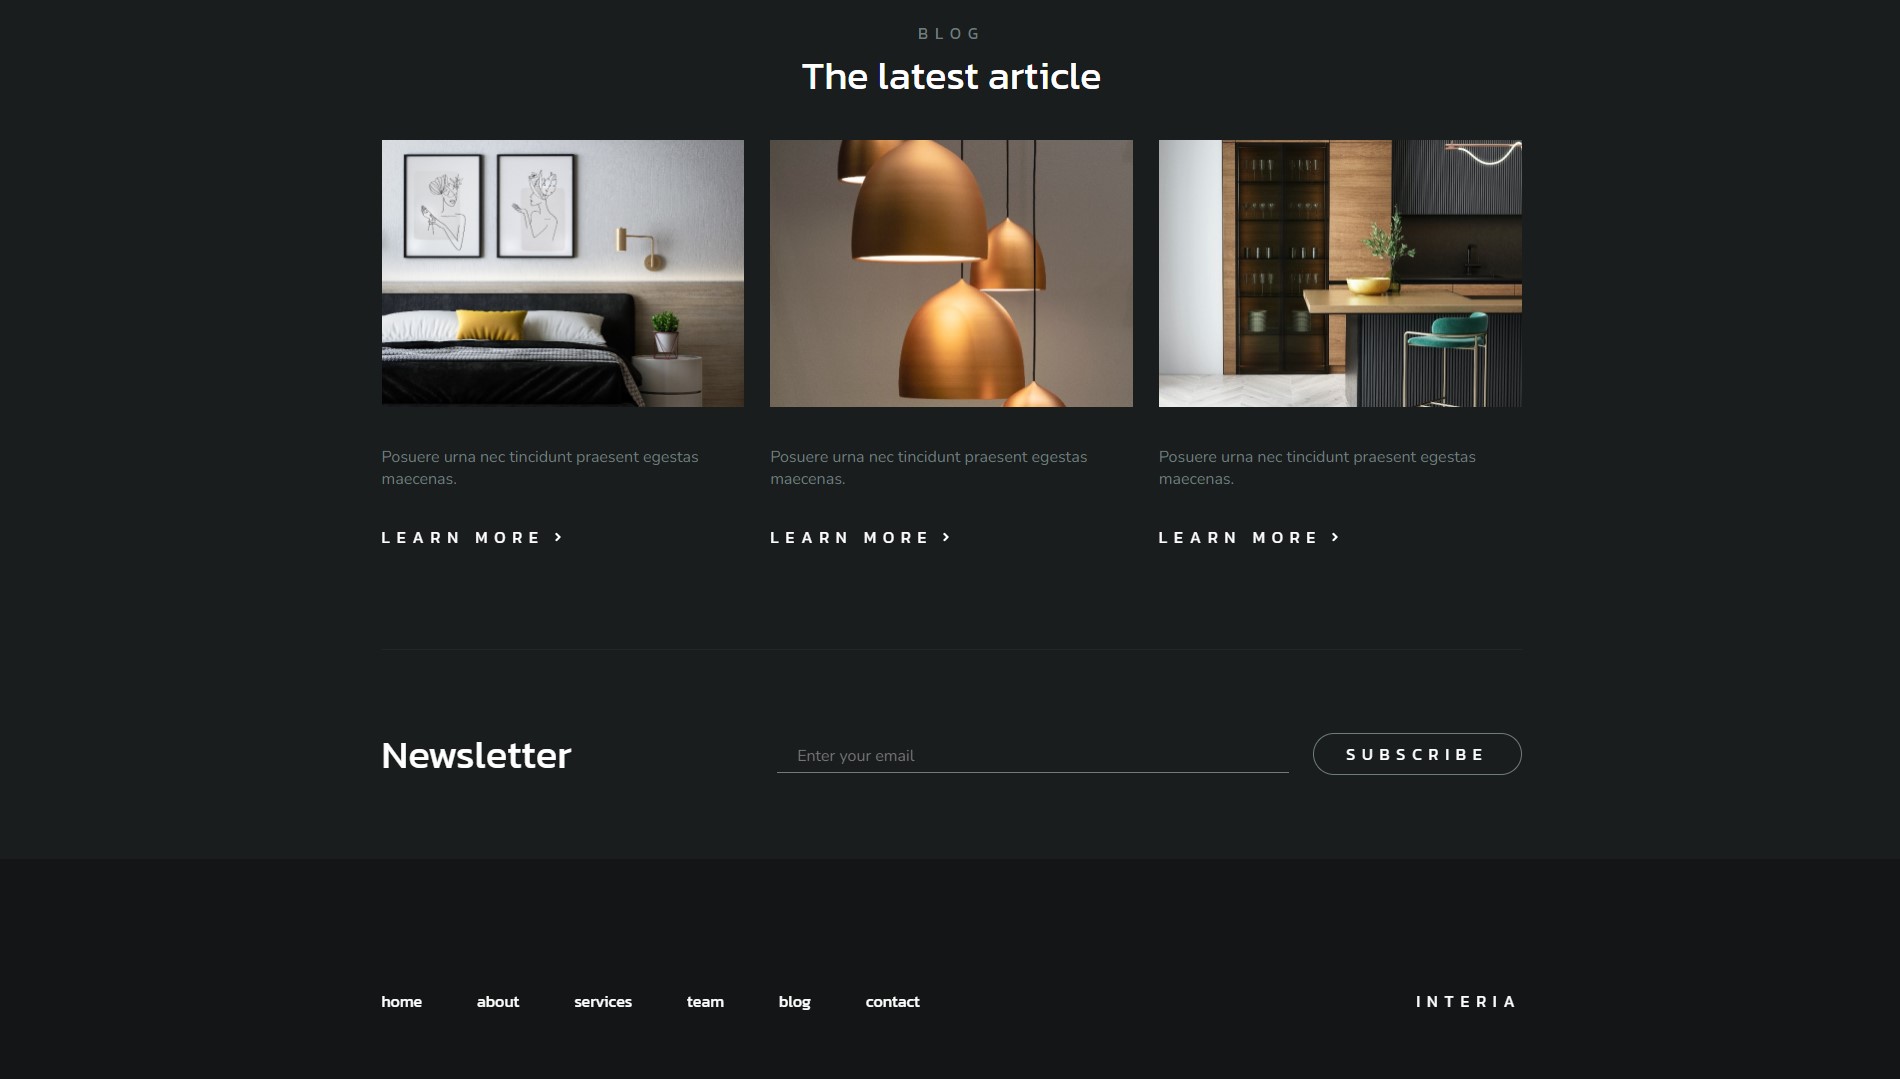 BLOG
The latest article
Posuere urna nec tincidunt praesent egestas
maecenas.
LEARN MORE
Posuere urna nec tincidunt praesent egestas
maecenas.
LEARN MORE
Posuere urna nec tincidunt praesent egestas
maecenas.
LEARN MORE
Newsletter
Enter your email
SUBSCRIBE
home about services team blog contact
INTERIA